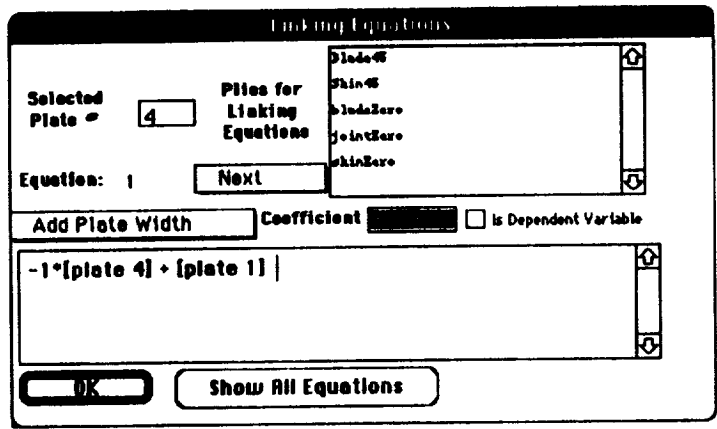 Linking Equations
Selected
Plate #
4
Plies for
Linking
Equations
blade45
skin45
bladeZero
jointZero
skinZero
Equation: 1
Next
Add Plate Width
Coefficient
Is Dependent Variable
-1*[plate 4] + [plate 1]
OK
Show All Equations